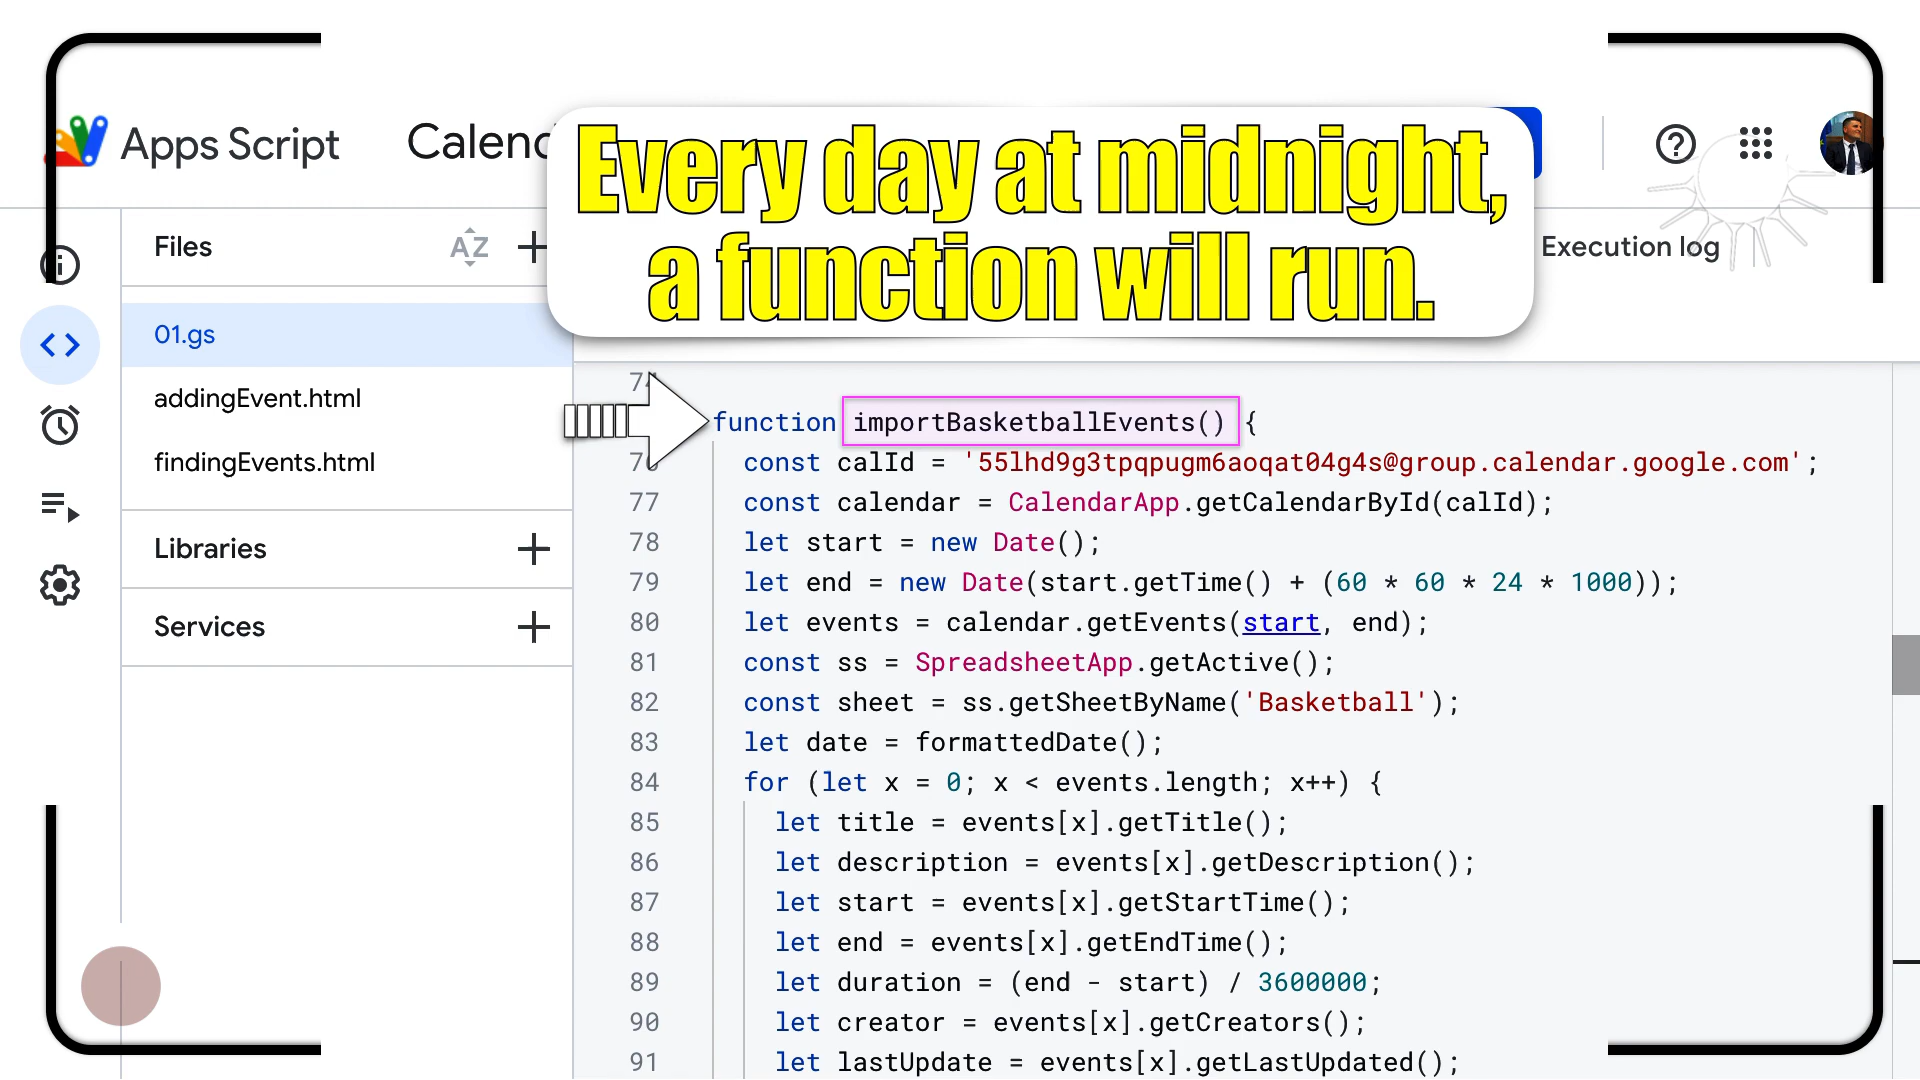 Apps Script
Calend
Every day at midnight,
a function will run.
Files
AZ
Execution log
01.gs
addingEvent.html
findingEvents.html
Libraries
Services
function importBasketballEvents() {
76 const calId = '55lhd9g3tpqpugm6aoqat04g4s@group.calendar.google.com';
77 const calendar = CalendarApp.getCalendarById(calId);
78 let start = new Date();
79 let end = new Date(start.getTime() + (60 * 60 * 24 * 1000));
80 let events = calendar.getEvents(start, end);
81 const ss = SpreadsheetApp.getActive();
82 const sheet = ss.getSheetByName('Basketball');
83 let date = formattedDate();
84 for (let x = 0; x < events.length; x++) {
85 let title = events[x].getTitle();
86 let description = events[x].getDescription();
87 let start = events[x].getStartTime();
88 let end = events[x].getEndTime();
89 let duration = (end - start) / 3600000;
90 let creator = events[x].getCreators();
91 let lastUpdate = events[x].getLastUpdated();